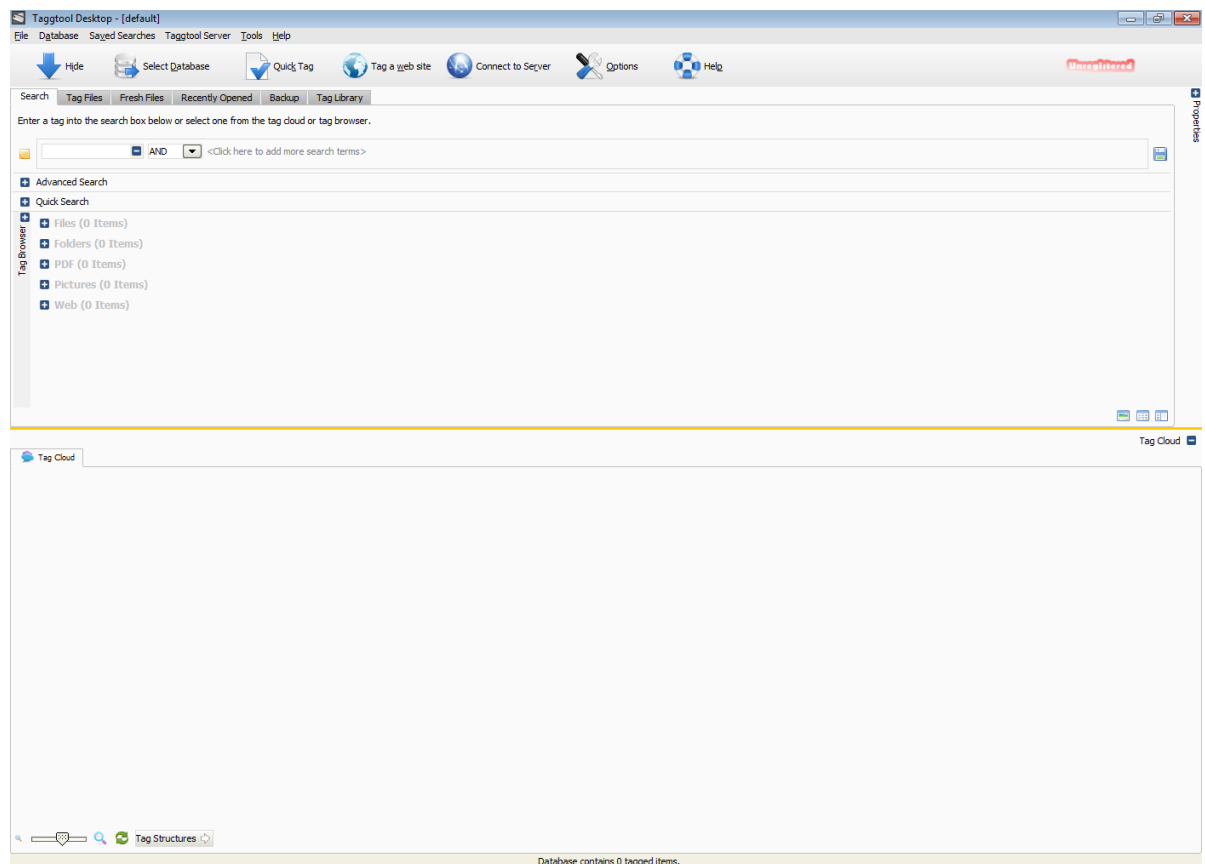 Taggtool Desktop - [default]
File Database Saved Searches Taggtool Server Tools Help
Hide Select Database Quick Tag Tag a web site Connect to Server Options Help Unregistered
Search Tag Files Fresh Files Recently Opened Backup Tag Library
Properties
Enter a tag into the search box below or select one from the tag cloud or tag browser.
AND <Click here to add more search terms>
Advanced Search
Quick Search
Tag Browser
Files (0 Items)
Folders (0 Items)
PDF (0 Items)
Pictures (0 Items)
Web (0 Items)
Tag Cloud
Tag Cloud
Tag Structures
Database contains 0 tagged items.